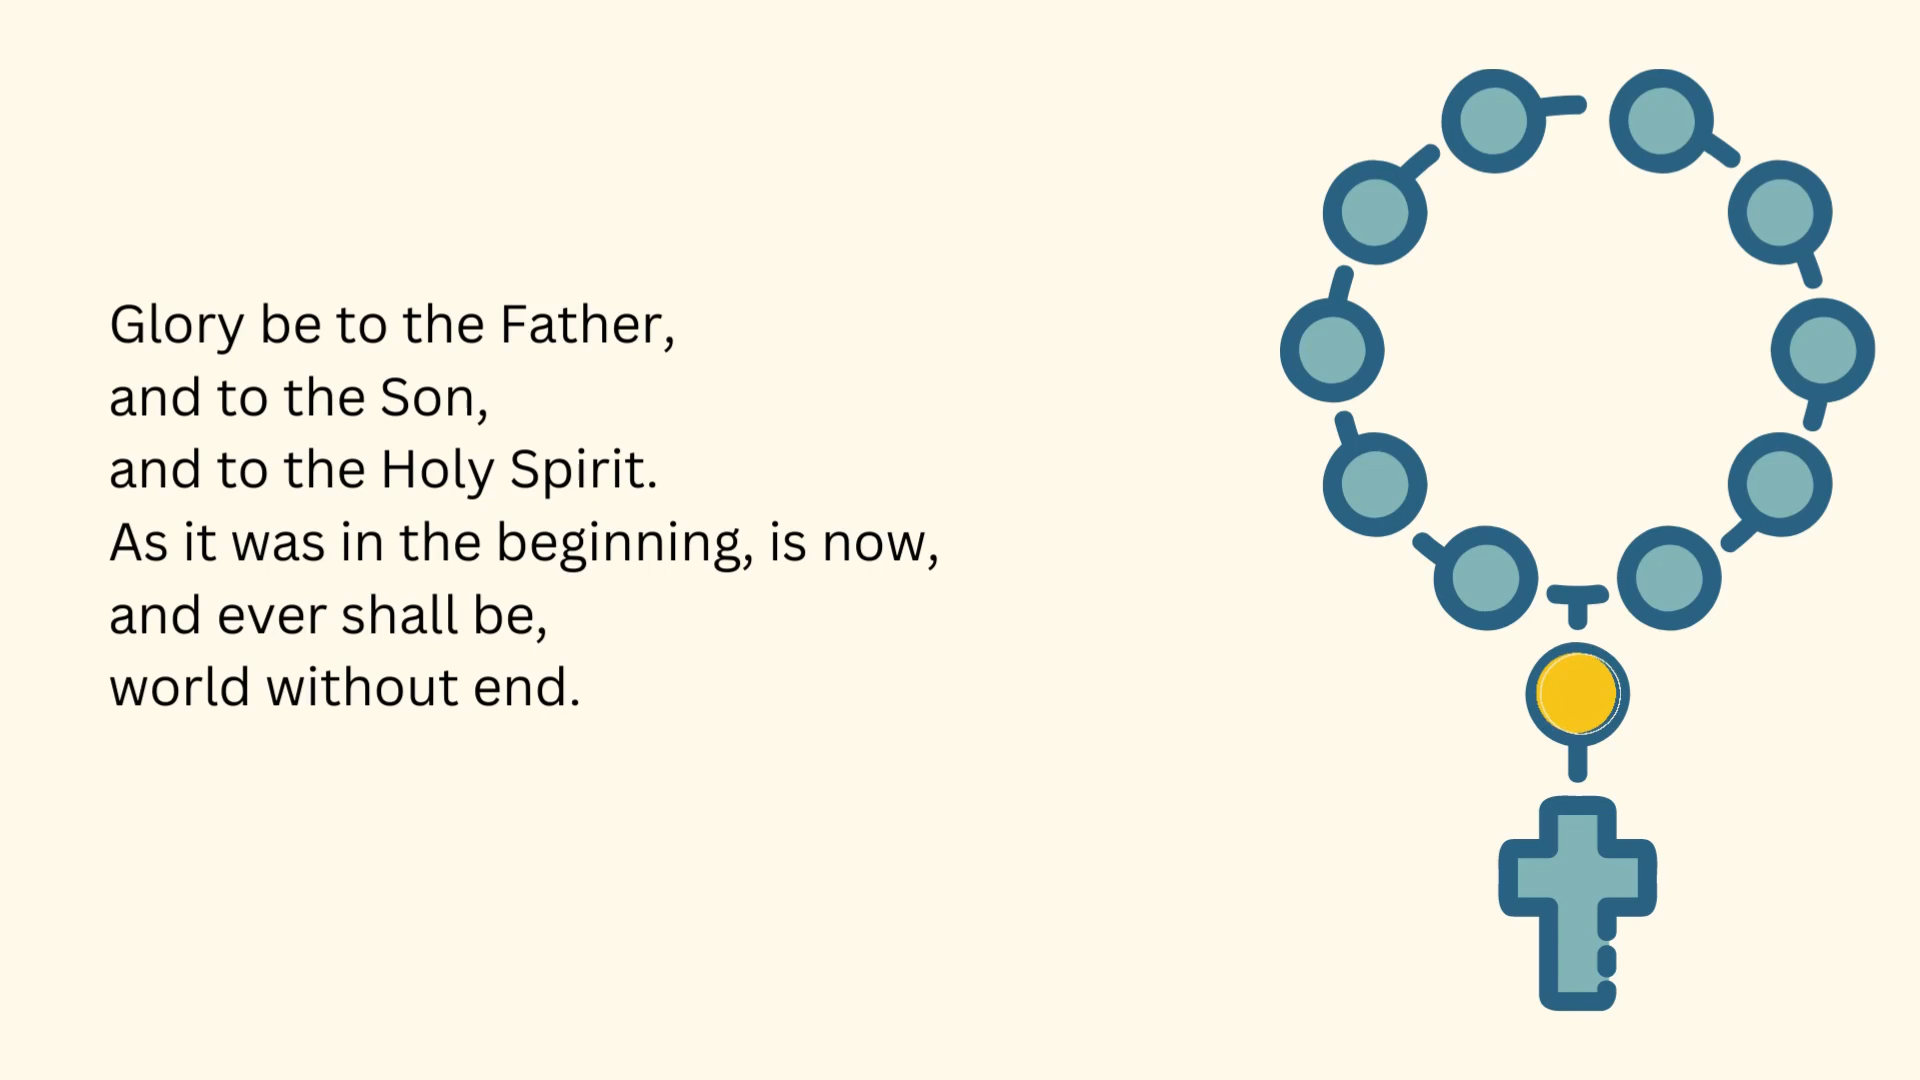 Glory be to the Father,
and to the Son,
and to the Holy Spirit.
As it was in the beginning, is now,
and ever shall be,
world without end.